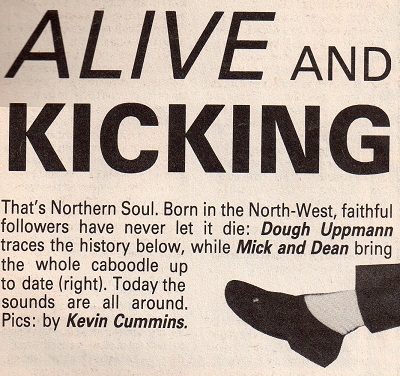 ALIVE AND
KICKING
That's Northern Soul. Born in the North-West, faithful
followers have never let it die: Dough Uppmann
traces the history below, while Mick and Dean bring
the whole caboodle up
to date (right). Today the
sounds are all around.
Pics: by Kevin Cummins.